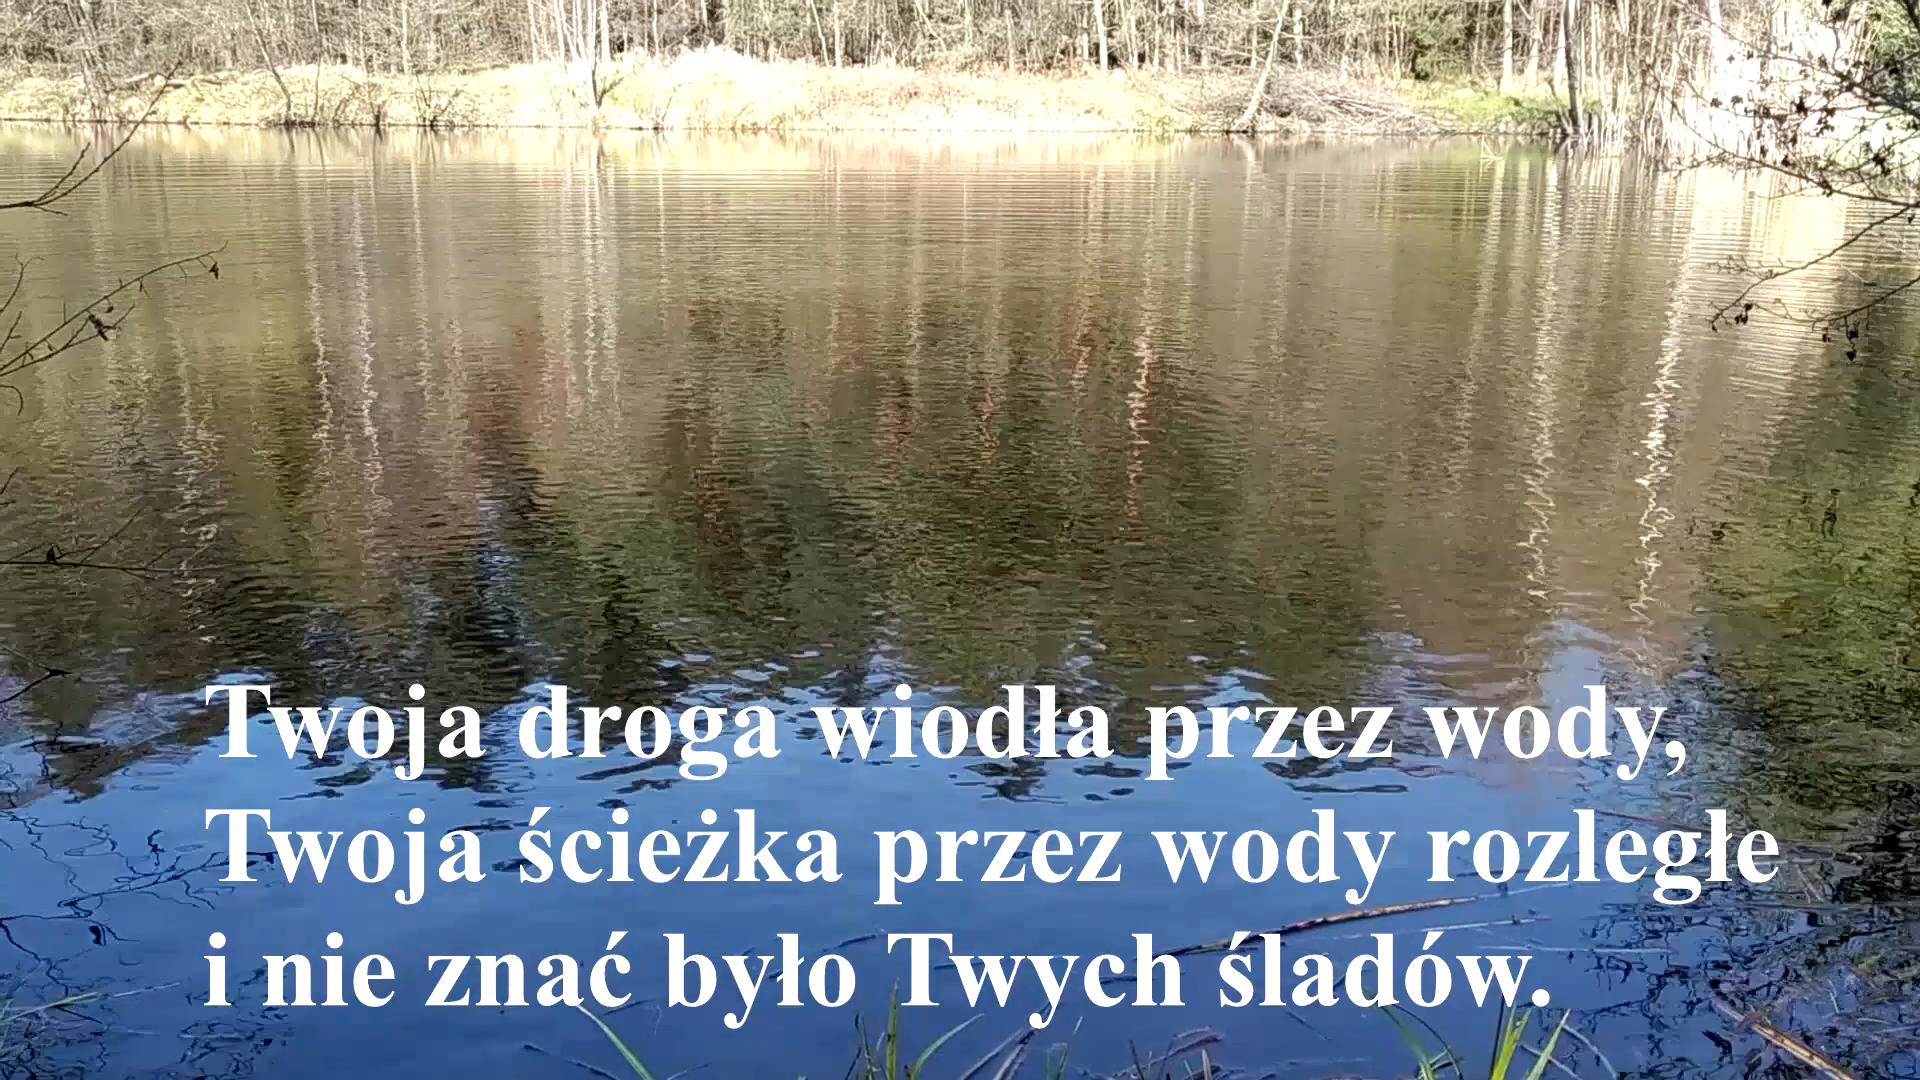 Twoja droga wiodła przez wody,
Twoja ścieżka przez wody rozległe
i nie znać było Twych śladów.